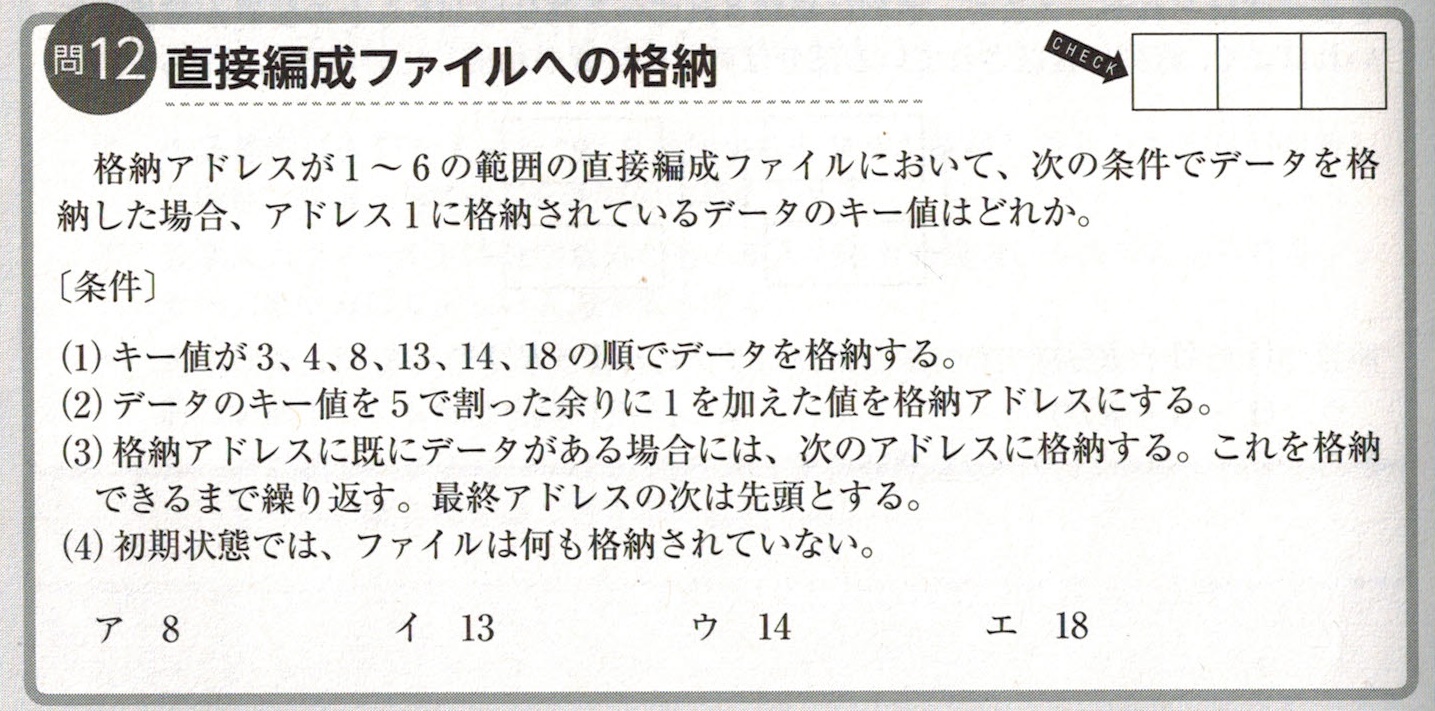 問12 直接編成ファイルへの格納
CHECK
格納アドレスが1〜6の範囲の直接編成ファイルにおいて、次の条件でデータを格
納した場合、アドレス1に格納されているデータのキー値はどれか。
〔条件〕
(1) キー値が3、4、8、13、14、18の順でデータを格納する。
(2) データのキー値を5で割った余りに1を加えた値を格納アドレスにする。
(3) 格納アドレスに既にデータがある場合には、次のアドレスに格納する。これを格納
できるまで繰り返す。最終アドレスの次は先頭とする。
(4) 初期状態では、ファイルは何も格納されていない。
ア 8 イ 13 ウ 14 エ 18